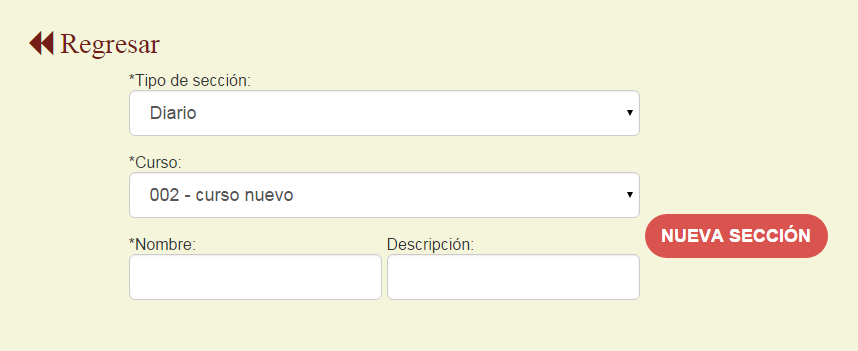 Regresar
*Tipo de sección:
Diario
*Curso:
002 - curso nuevo
*Nombre: Descripción:
NUEVA SECCIÓN